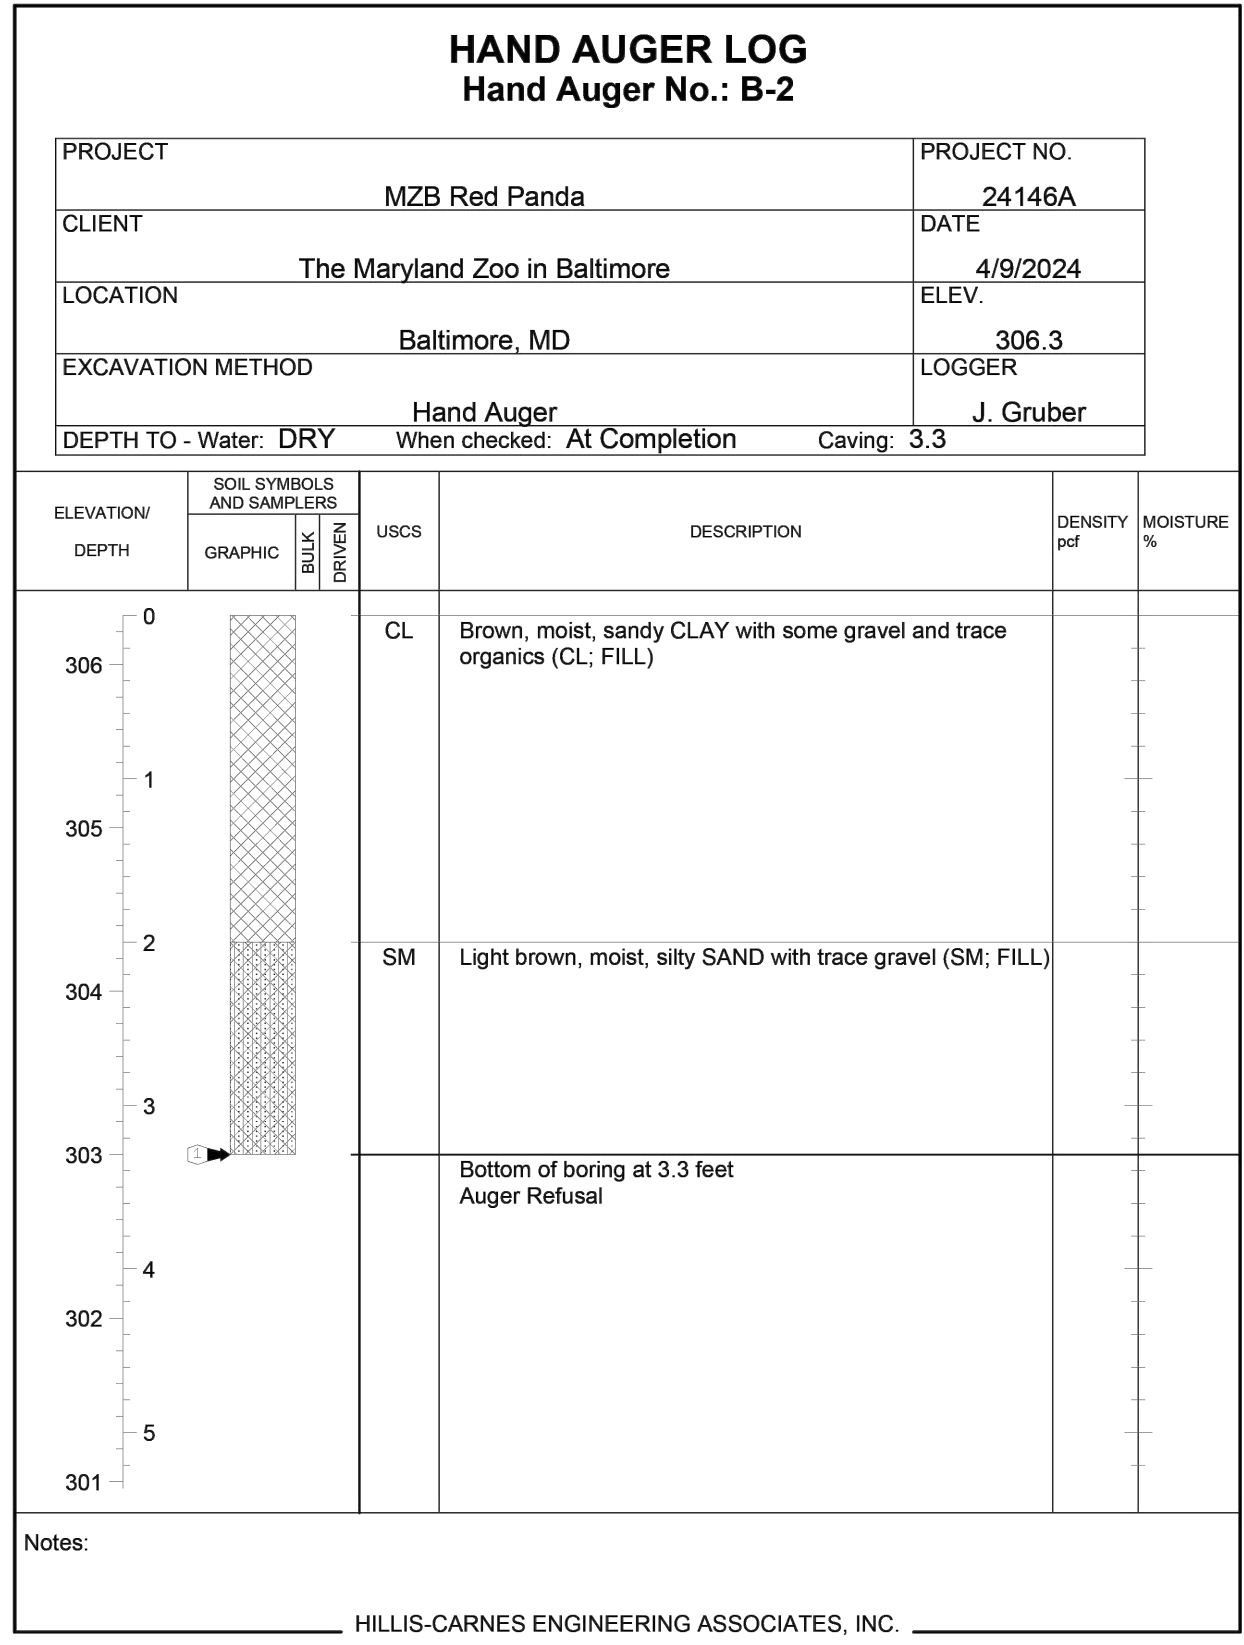 HAND AUGER LOG
Hand Auger No.: B-2
PROJECT
MZB Red Panda
PROJECT NO.
24146A
CLIENT
The Maryland Zoo in Baltimore
DATE
4/9/2024
LOCATION
Baltimore, MD
ELEV.
306.3
EXCAVATION METHOD
Hand Auger
LOGGER
J. Gruber
DEPTH TO - Water: DRY When checked: At Completion Caving: 3.3
ELEVATION/
DEPTH
SOIL SYMBOLS
AND SAMPLERS
GRAPHIC
BULK
DRIVEN
USCS
DESCRIPTION
DENSITY
pcf
MOISTURE
%
0
CL
Brown, moist, sandy CLAY with some gravel and trace
organics (CL; FILL)
306
1
305
2
SM
Light brown, moist, silty SAND with trace gravel (SM; FILL)
304
3
303
1
Bottom of boring at 3.3 feet
Auger Refusal
4
302
5
301
Notes:
HILLIS-CARNES ENGINEERING ASSOCIATES, INC.